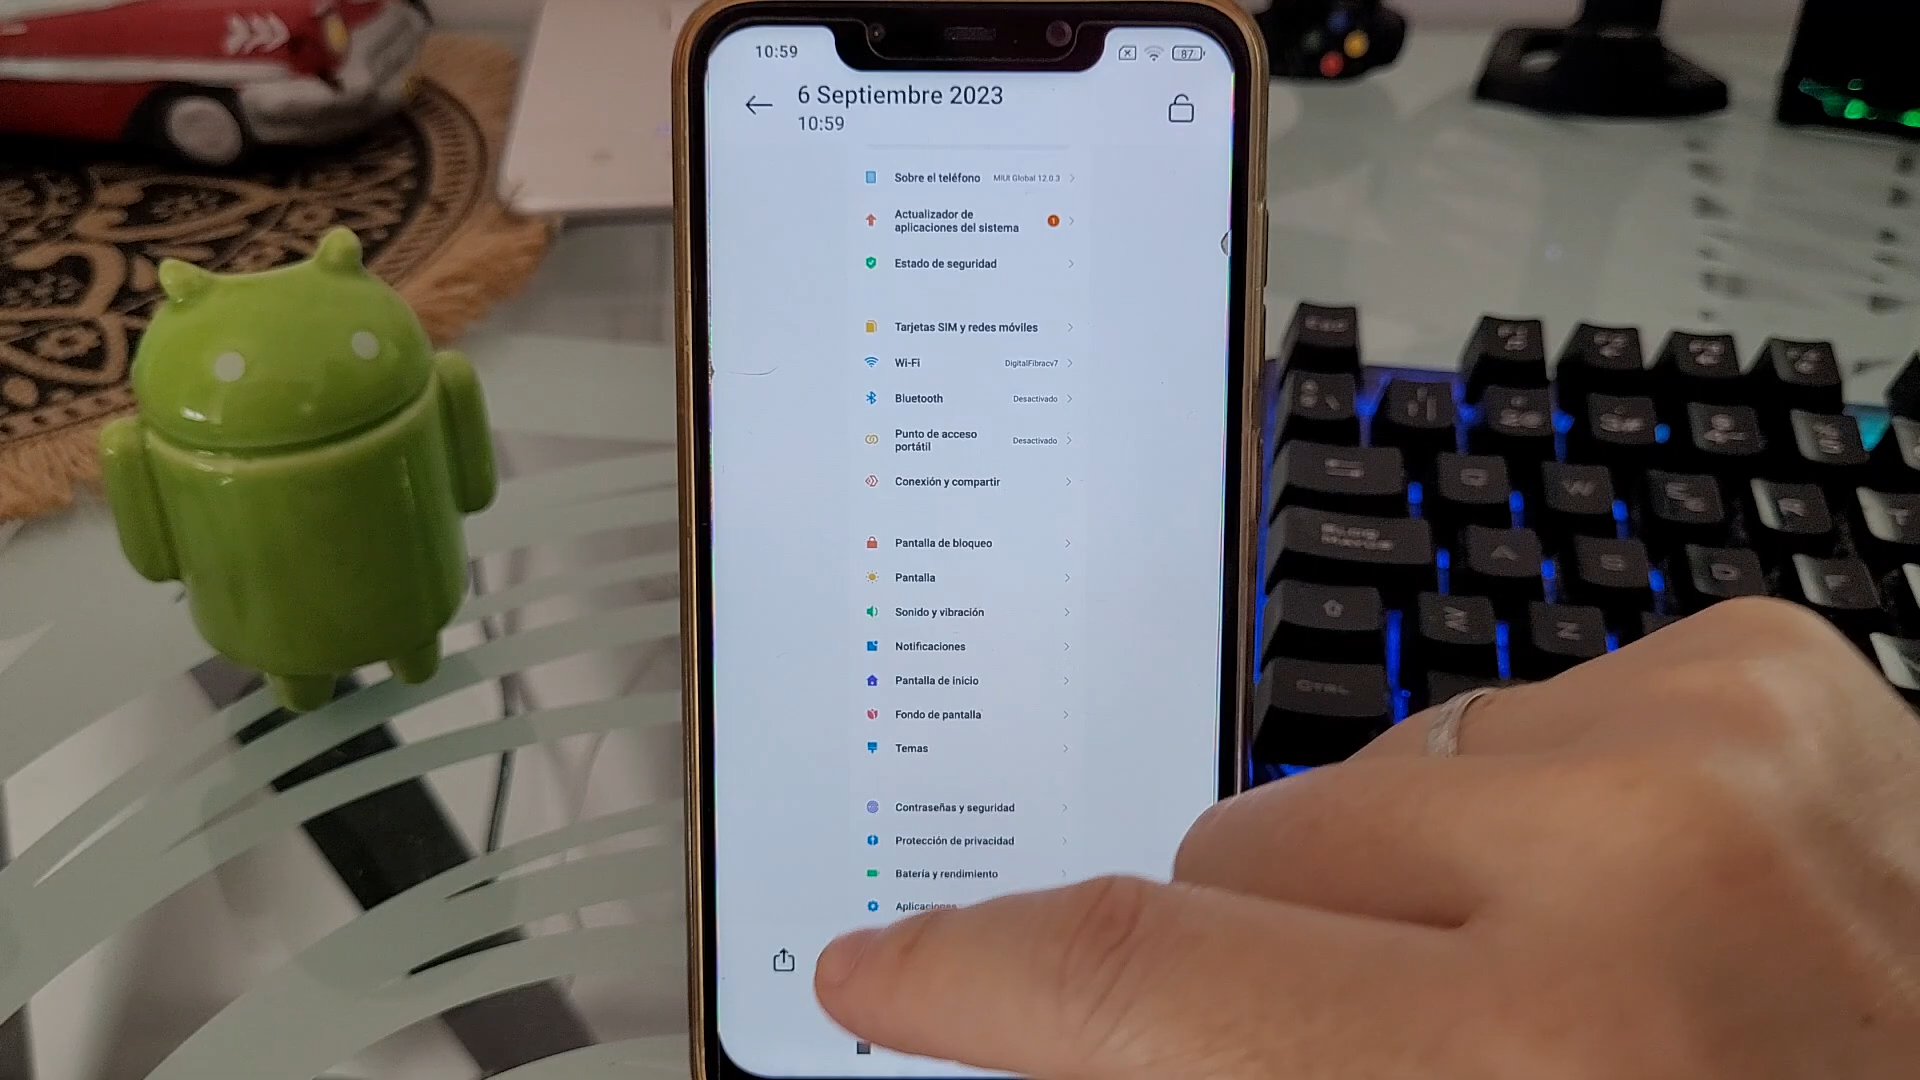 10:59
87
6 Septiembre 2023
10:59
Sobre el teléfono MIUI Global 12.0.3
Actualizador de
aplicaciones del sistema 1
Estado de seguridad
Tarjetas SIM y redes móviles
Wi-Fi DigitalFibracv7
Bluetooth Desactivado
Punto de acceso
portátil Desactivado
Conexión y compartir
Pantalla de bloqueo
Pantalla
Sonido y vibración
Notificaciones
Pantalla de inicio
Fondo de pantalla
Temas
Contraseñas y seguridad
Protección de privacidad
Batería y rendimiento
Aplicaciones
W
A
S
D
R
Z
CTRL